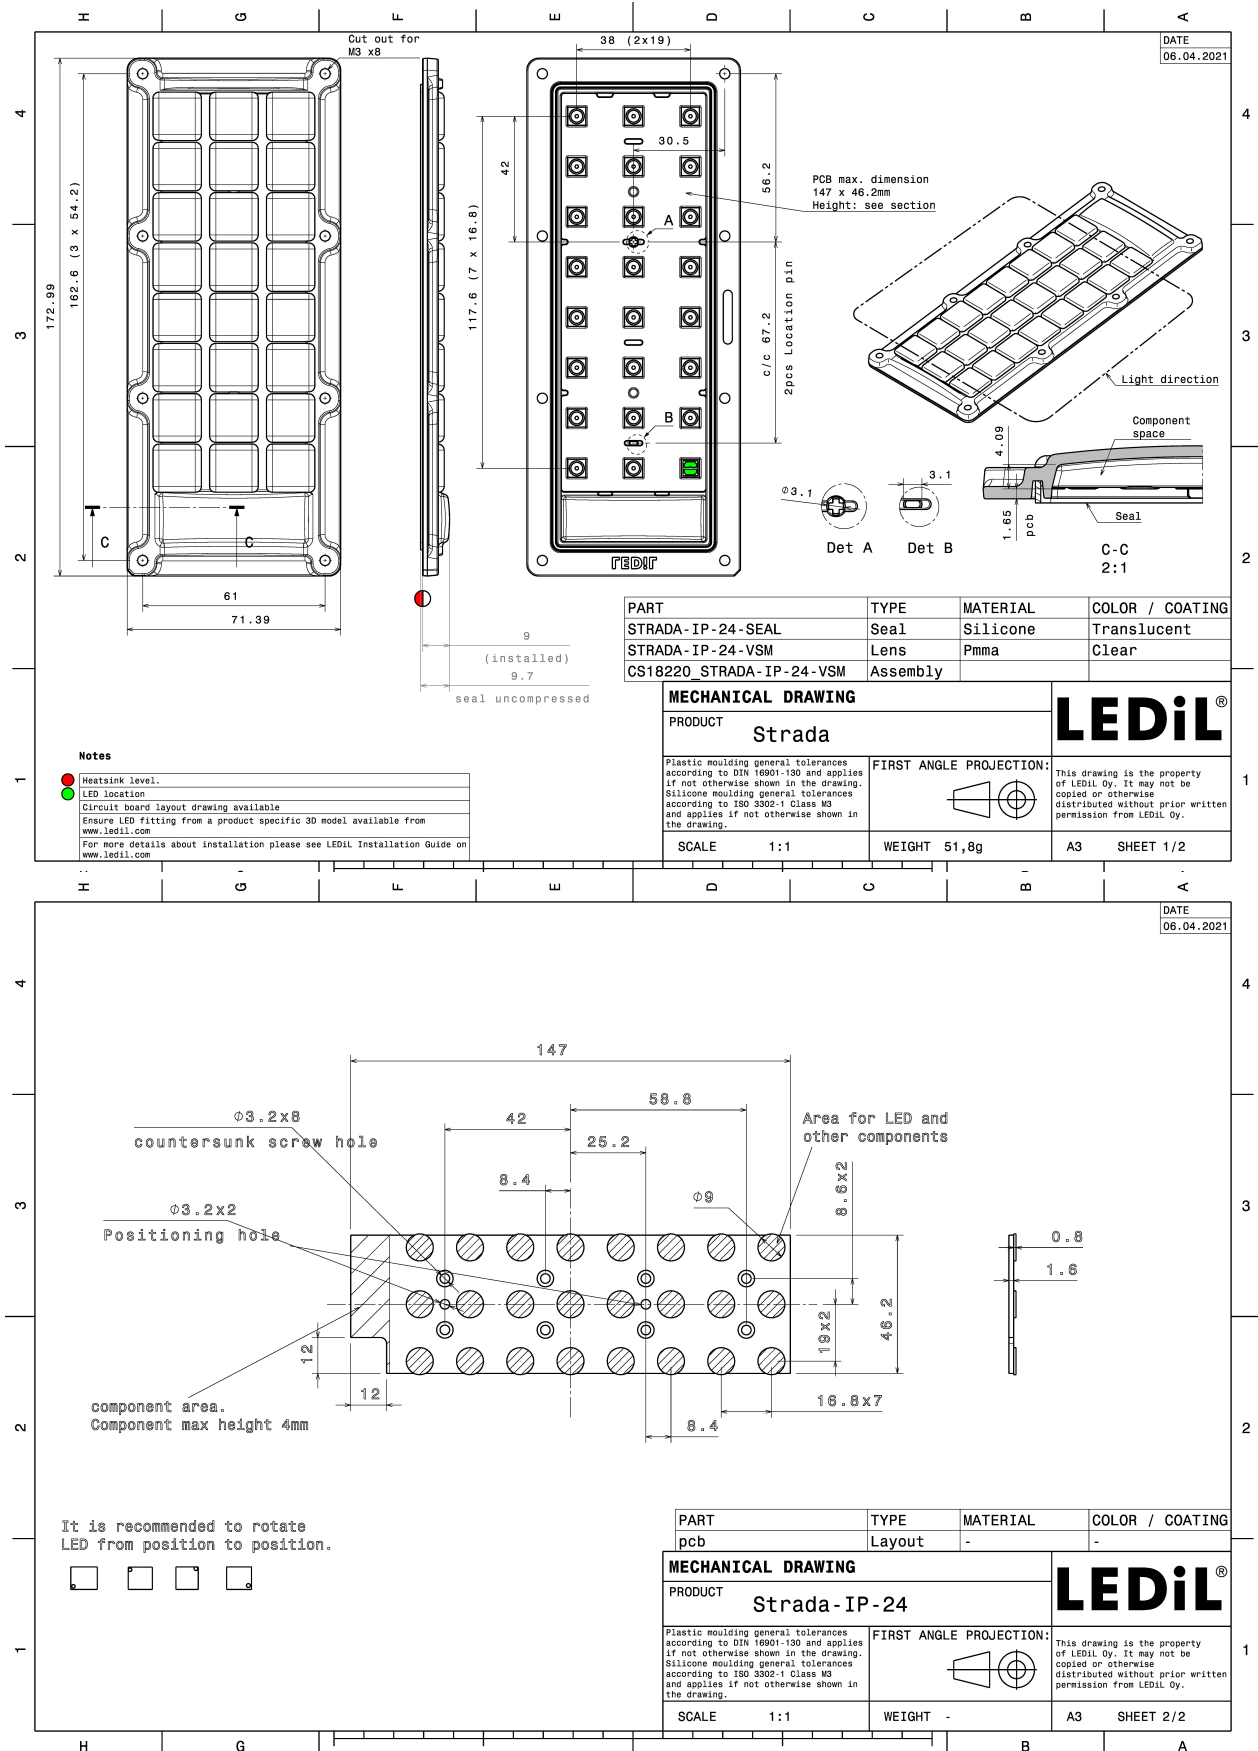 H G F E D C B A
DATE
06.04.2021
4 4
3 3
2 2
1 1
Cut out for
M3 x8
172.99
162.6 (3 x 54.2)
C C
61
71.39
9
(installed)
9.7
seal uncompressed
38 (2x19)
30.5
42
117.6 (7 x 16.8)
56.2
A
B
c/c 67.2
2pcs Location pin
LEDiL
PCB max. dimension
147 x 46.2mm
Height: see section
Light direction
Component
space
4.09
1.65
pcb
Seal
C-C
2:1
Φ3.1
Det A
3.1
Det B
PART TYPE MATERIAL COLOR / COATING
STRADA-IP-24-SEAL Seal Silicone Translucent
STRADA-IP-24-VSM Lens Pmma Clear
CS18220_STRADA-IP-24-VSM Assembly
MECHANICAL DRAWING
PRODUCT
Strada
LEDiL®
Plastic moulding general tolerances
according to DIN 16901-130 and applies
if not otherwise shown in the drawing.
Silicone moulding general tolerances
according to ISO 3302-1 Class M3
and applies if not otherwise shown in
the drawing.
FIRST ANGLE PROJECTION:
This drawing is the property
of LEDiL Oy. It may not be
copied or otherwise
distributed without prior written
permission from LEDiL Oy.
SCALE 1:1 WEIGHT 51,8g A3 SHEET 1/2
Notes
Heatsink level.
LED location
Circuit board layout drawing available
Ensure LED fitting from a product specific 3D model available from
www.ledil.com
For more details about installation please see LEDiL Installation Guide on
www.ledil.com
H G F E D C B A
DATE
06.04.2021
4 4
3 3
2 2
1 1
147
58.8
42
25.2
8.4
Φ3.2x8
countersunk screw hole
Φ3.2x2
Positioning hole
Area for LED and
other components
Φ9
8.6x2
46.2
19x2
0.8
1.6
12
12
16.8x7
8.4
component area.
Component max height 4mm
It is recommended to rotate
LED from position to position.
PART TYPE MATERIAL COLOR / COATING
pcb Layout - -
MECHANICAL DRAWING
PRODUCT
Strada-IP-24
LEDiL®
Plastic moulding general tolerances
according to DIN 16901-130 and applies
if not otherwise shown in the drawing.
Silicone moulding general tolerances
according to ISO 3302-1 Class M3
and applies if not otherwise shown in
the drawing.
FIRST ANGLE PROJECTION:
This drawing is the property
of LEDiL Oy. It may not be
copied or otherwise
distributed without prior written
permission from LEDiL Oy.
SCALE 1:1 WEIGHT - A3 SHEET 2/2
H G B A